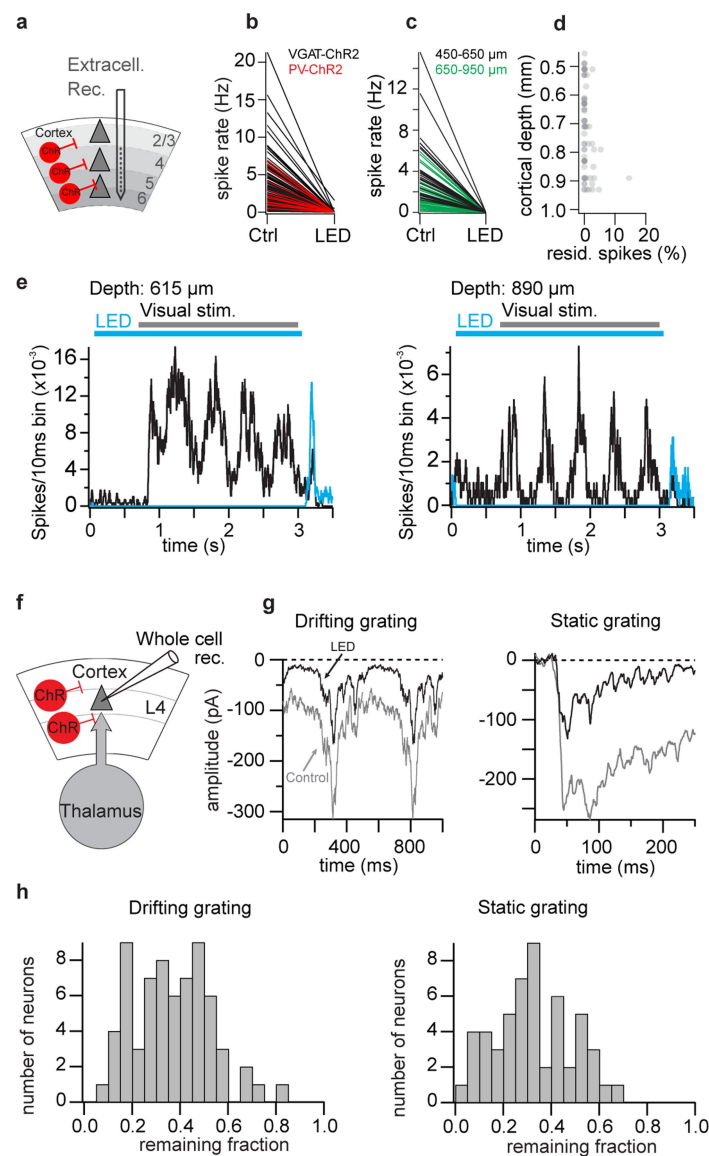 a
Extracell.
Rec.
Cortex
ChR
ChR
ChR
2/3
4
5
6
b
VGAT-ChR2
PV-ChR2
spike rate (Hz)
20
15
10
5
0
Ctrl
LED
c
450-650 µm
650-950 µm
spike rate (Hz)
12
8
4
0
Ctrl
LED
d
cortical depth (mm)
0.5
0.6
0.7
0.8
0.9
1.0
0 10 20
resid. spikes (%)
e
Depth: 615 µm
Visual stim.
LED
Spikes/10ms bin (x10-3)
16
12
8
4
0
0 1 2 3
time (s)
Depth: 890 µm
Visual stim.
LED
Spikes/10ms bin (x10-3)
6
4
2
0
0 1 2 3
time (s)
f
Whole cell
rec.
Cortex
ChR
ChR
L4
Thalamus
g
Drifting grating
LED
Control
amplitude (pA)
0
-100
-200
-300
0 400 800
time (ms)
Static grating
0
-100
-200
0 100 200
time (ms)
h
Drifting grating
number of neurons
8
6
4
2
0
0.0 0.2 0.4 0.6 0.8 1.0
remaining fraction
Static grating
number of neurons
8
6
4
2
0
0.0 0.2 0.4 0.6 0.8 1.0
remaining fraction